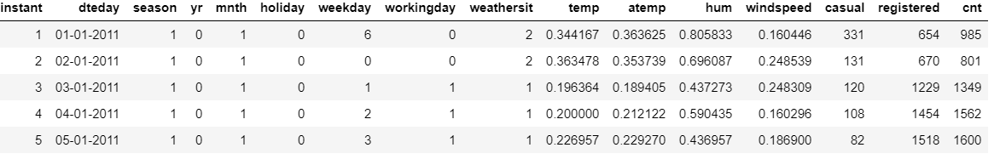 instant dteday season yr mnth holiday weekday workingday weathersit temp atemp hum windspeed casual registered cnt
1 01-01-2011 1 0 1 0 6 0 2 0.344167 0.363625 0.805833 0.160446 331 654 985
2 02-01-2011 1 0 1 0 0 0 2 0.363478 0.353739 0.696087 0.248539 131 670 801
3 03-01-2011 1 0 1 0 1 1 1 0.196364 0.189405 0.437273 0.248309 120 1229 1349
4 04-01-2011 1 0 1 0 2 1 1 0.200000 0.212122 0.590435 0.160296 108 1454 1562
5 05-01-2011 1 0 1 0 3 1 1 0.226957 0.229270 0.436957 0.186900 82 1518 1600